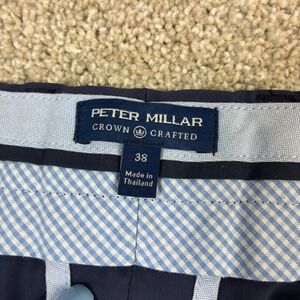 PETER MILLAR
CROWN CRAFTED
38
Made in
Thailand